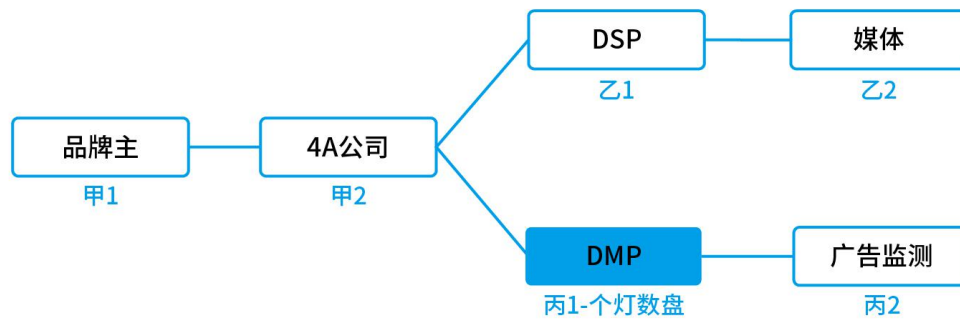 DSP
媒体
乙1
乙2
品牌主
4A公司
甲1
甲2
DMP
广告监测
丙1-个灯数盘
丙2